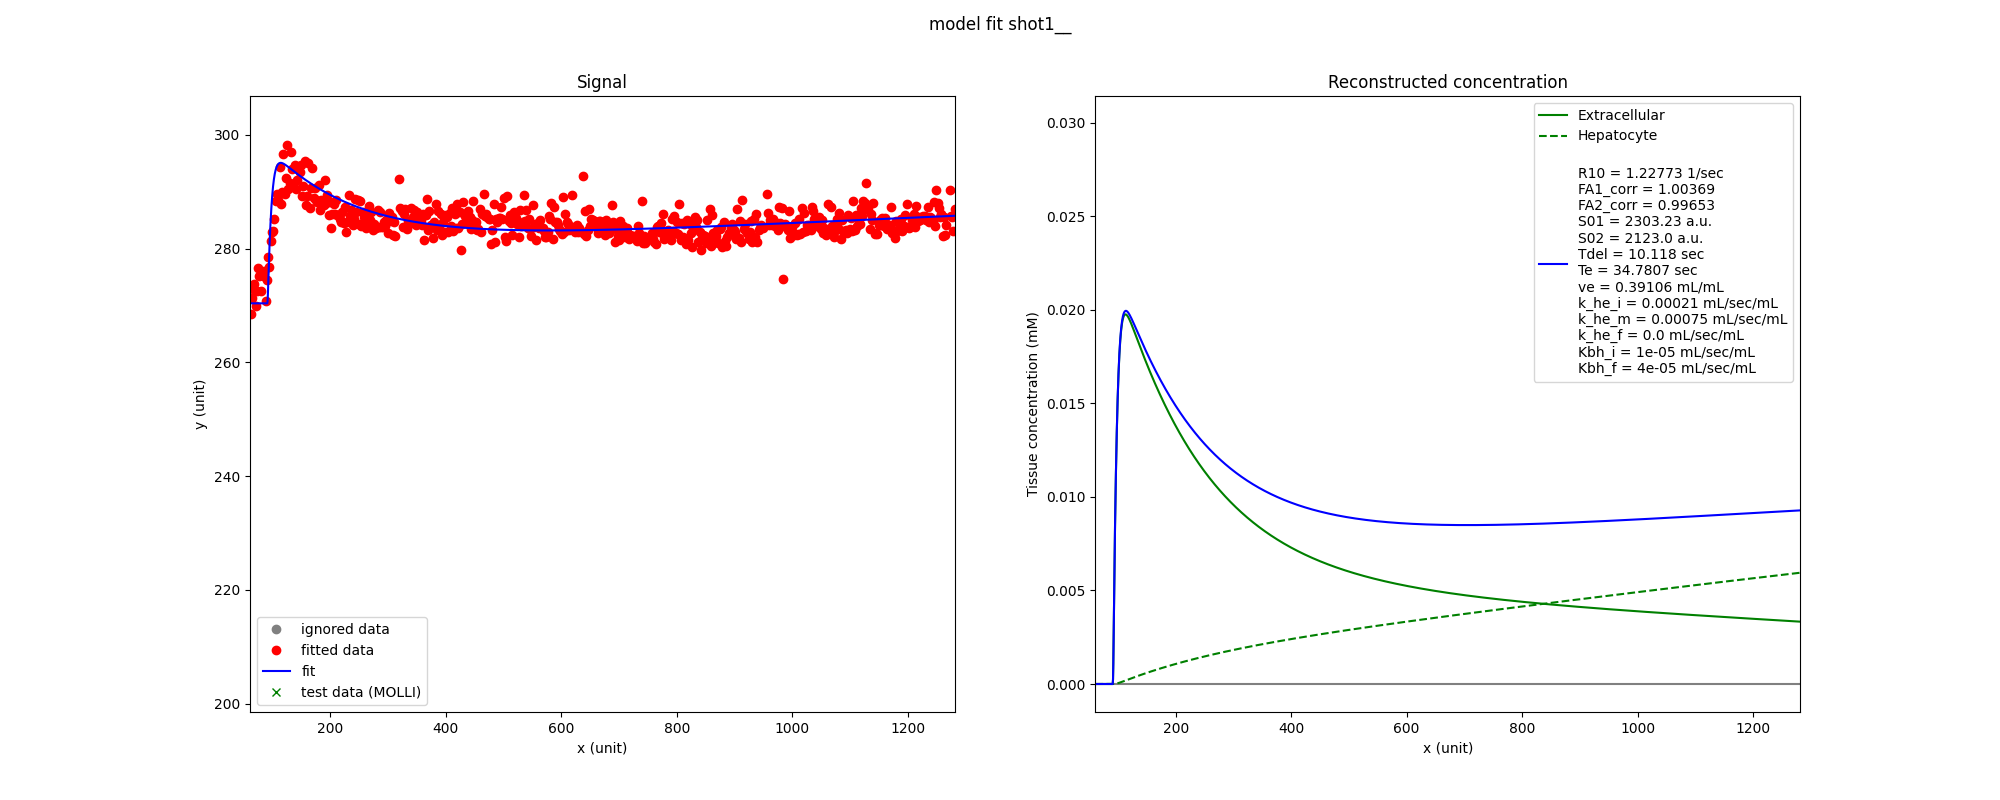 model fit shot1__
Signal
300
280
260
240
220
200
y (unit)
200 400 600 800 1000 1200
x (unit)
ignored data
fitted data
fit
test data (MOLLI)
Reconstructed concentration
0.030
0.025
0.020
0.015
0.010
0.005
0.000
Tissue concentration (mM)
200 400 600 800 1000 1200
x (unit)
Extracellular
Hepatocyte
R10 = 1.22773 1/sec
FA1_corr = 1.00369
FA2_corr = 0.99653
S01 = 2303.23 a.u.
S02 = 2123.0 a.u.
Tdel = 10.118 sec
Te = 34.7807 sec
ve = 0.39106 mL/mL
k_he_i = 0.00021 mL/sec/mL
k_he_m = 0.00075 mL/sec/mL
k_he_f = 0.0 mL/sec/mL
Kbh_i = 1e-05 mL/sec/mL
Kbh_f = 4e-05 mL/sec/mL